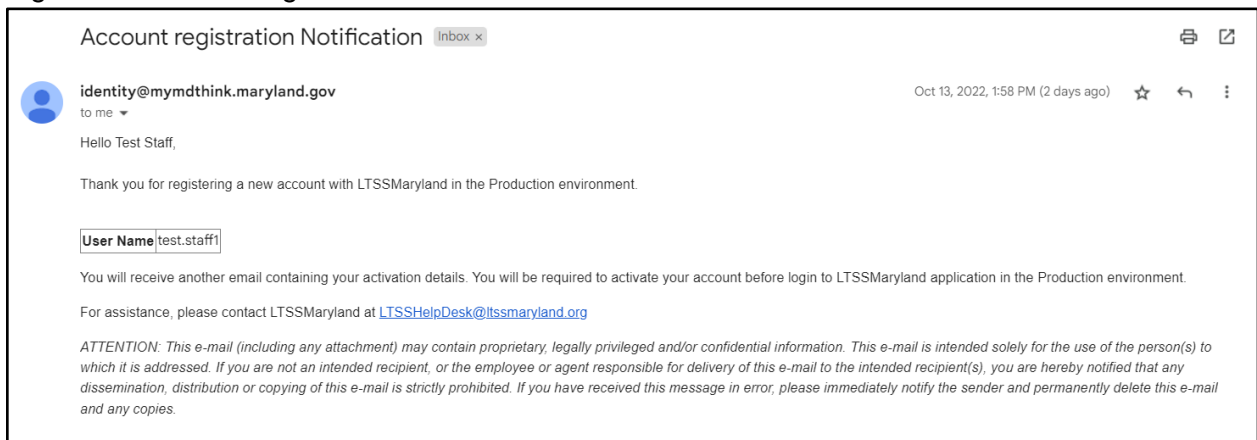 Account registration Notification Inbox ×
identity@mymdthink.maryland.gov Oct 13, 2022, 1:58 PM (2 days ago)
to me
Hello Test Staff,
Thank you for registering a new account with LTSSMaryland in the Production environment.
User Name test.staff1
You will receive another email containing your activation details. You will be required to activate your account before login to LTSSMaryland application in the Production environment.
For assistance, please contact LTSSMaryland at LTSSHelpDesk@ltssmaryland.org
ATTENTION: This e-mail (including any attachment) may contain proprietary, legally privileged and/or confidential information. This e-mail is intended solely for the use of the person(s) to
which it is addressed. If you are not an intended recipient, or the employee or agent responsible for delivery of this e-mail to the intended recipient(s), you are hereby notified that any
dissemination, distribution or copying of this e-mail is strictly prohibited. If you have received this message in error, please immediately notify the sender and permanently delete this e-mail
and any copies.